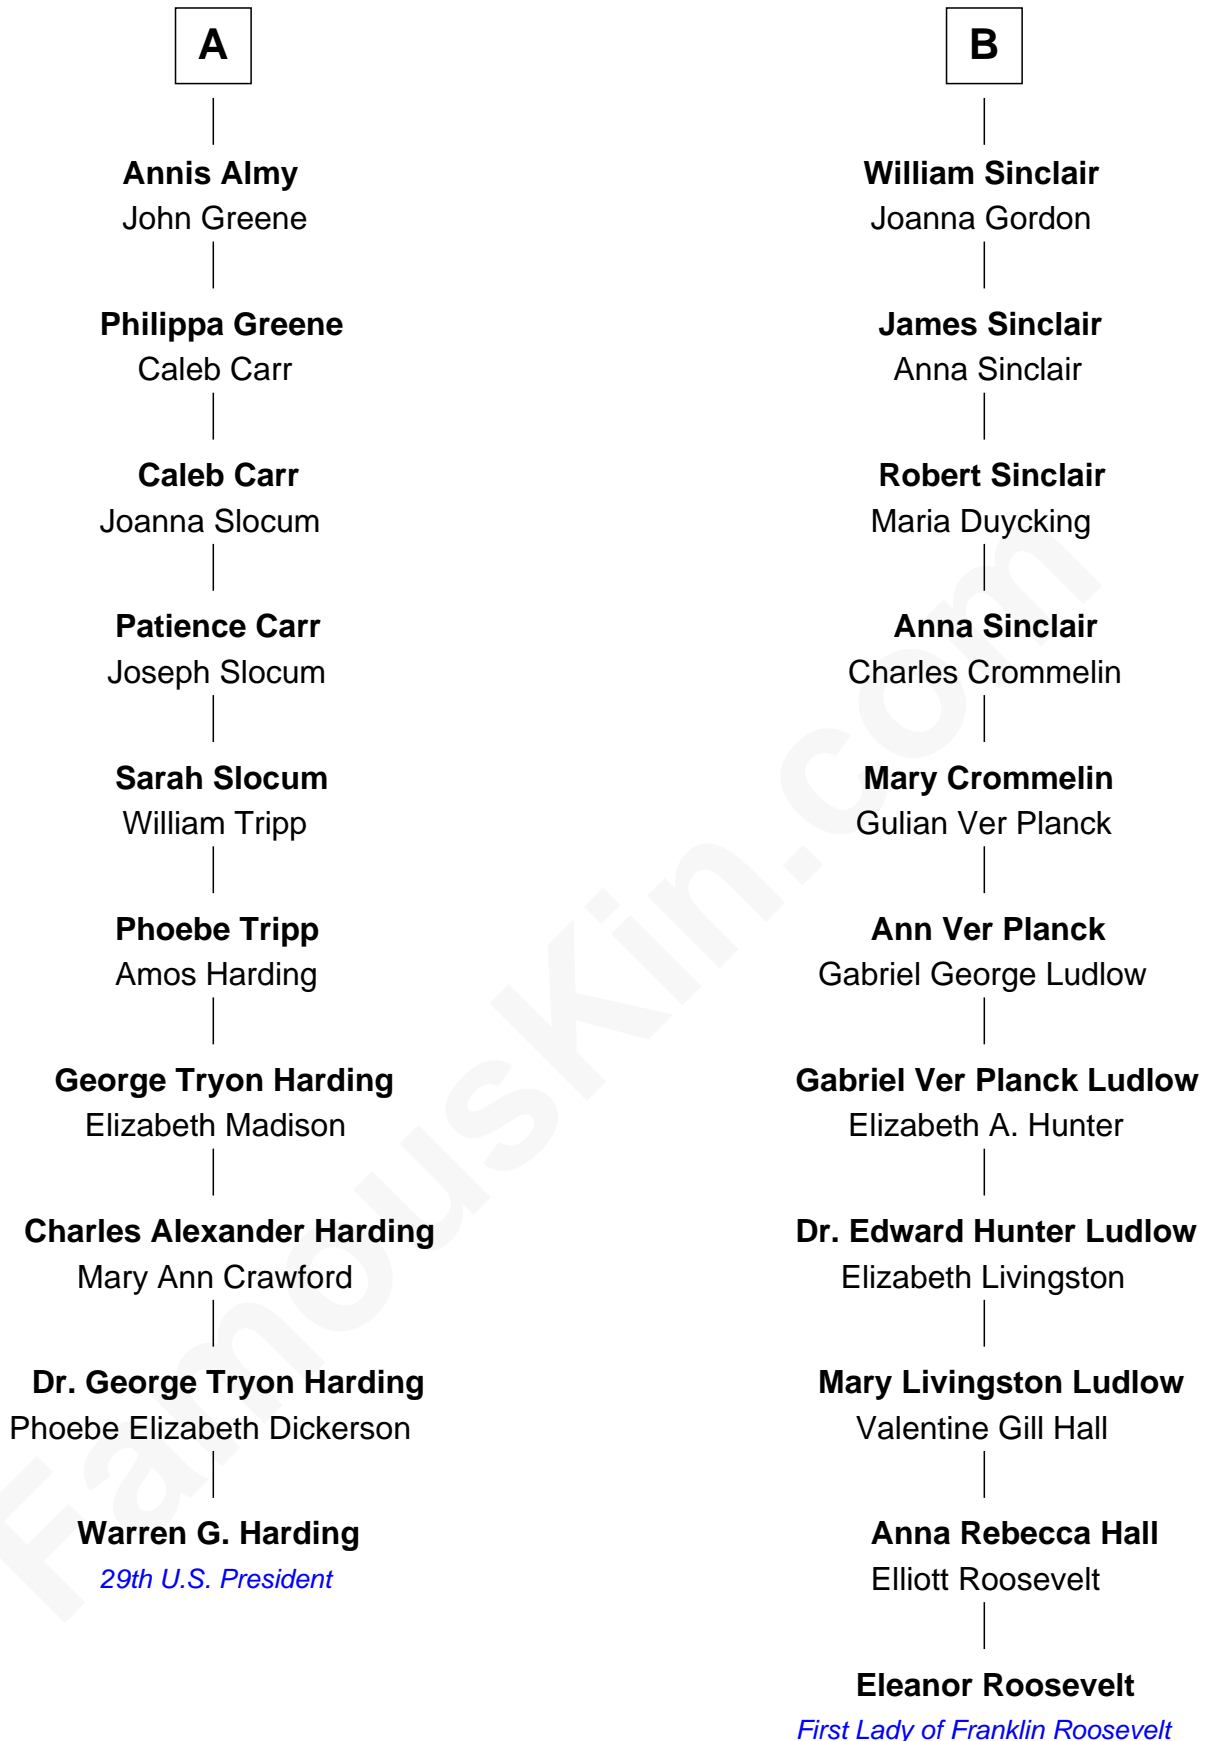 A
Annis Almy
John Greene
Philippa Greene
Caleb Carr
Caleb Carr
Joanna Slocum
Patience Carr
Joseph Slocum
Sarah Slocum
William Tripp
Phoebe Tripp
Amos Harding
George Tryon Harding
Elizabeth Madison
Charles Alexander Harding
Mary Ann Crawford
Dr. George Tryon Harding
Phoebe Elizabeth Dickerson
Warren G. Harding
29th U.S. President
B
William Sinclair
Joanna Gordon
James Sinclair
Anna Sinclair
Robert Sinclair
Maria Duycking
Anna Sinclair
Charles Crommelin
Mary Crommelin
Gulian Ver Planck
Ann Ver Planck
Gabriel George Ludlow
Gabriel Ver Planck Ludlow
Elizabeth A. Hunter
Dr. Edward Hunter Ludlow
Elizabeth Livingston
Mary Livingston Ludlow
Valentine Gill Hall
Anna Rebecca Hall
Elliott Roosevelt
Eleanor Roosevelt
First Lady of Franklin Roosevelt
FamousKin.com